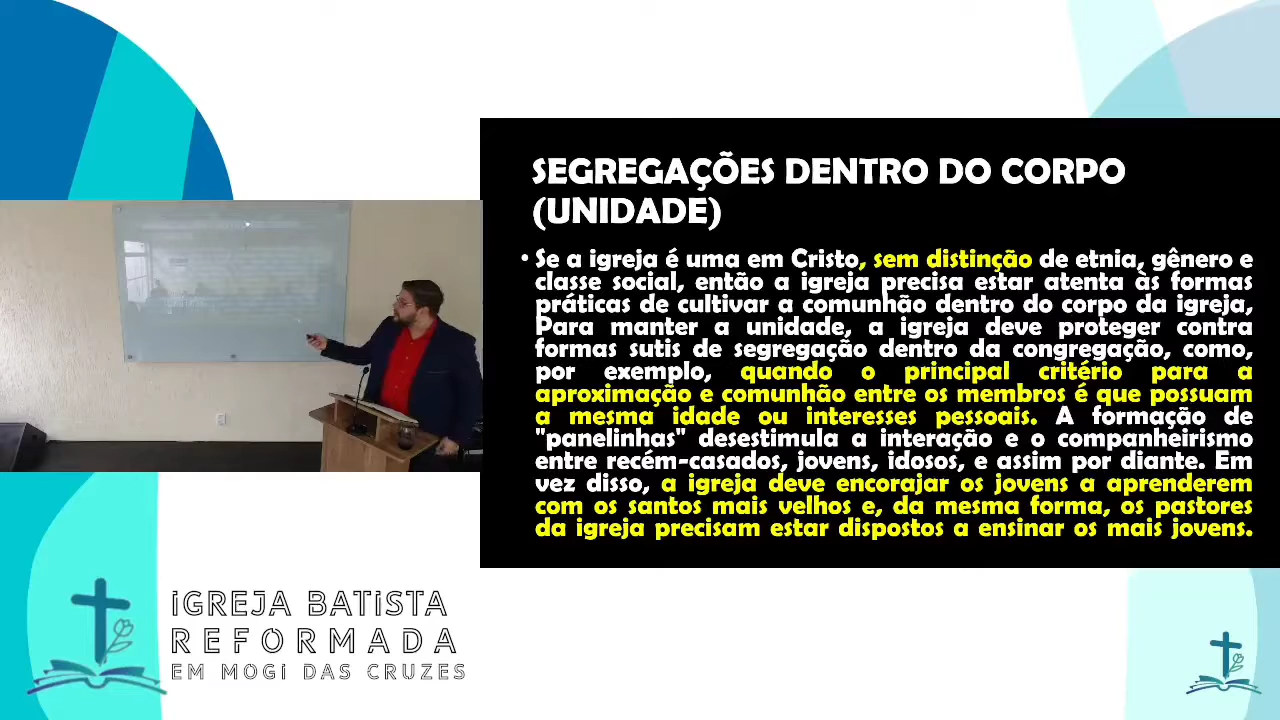 SEGREGAÇÕES DENTRO DO CORPO
(UNIDADE)
• Se a igreja é uma em Cristo, sem distinção de etnia, gênero e
classe social, então a igreja precisa estar atenta às formas
práticas de cultivar a comunhão dentro do corpo da igreja,
Para manter a unidade, a igreja deve proteger contra
formas sutis de segregação dentro da congregação, como,
por exemplo, quando o principal critério para a
aproximação e comunhão entre os membros é que possuam
a mesma idade ou interesses pessoais. A formação de
"panelinhas" desestimula a interação e o companheirismo
entre recém-casados, jovens, idosos, e assim por diante. Em
vez disso, a igreja deve encorajar os jovens a aprenderem
com os santos mais velhos e, da mesma forma, os pastores
da igreja precisam estar dispostos a ensinar os mais jovens.
IGREJA BATISTA
REFORMADA
EM MOGI DAS CRUZES